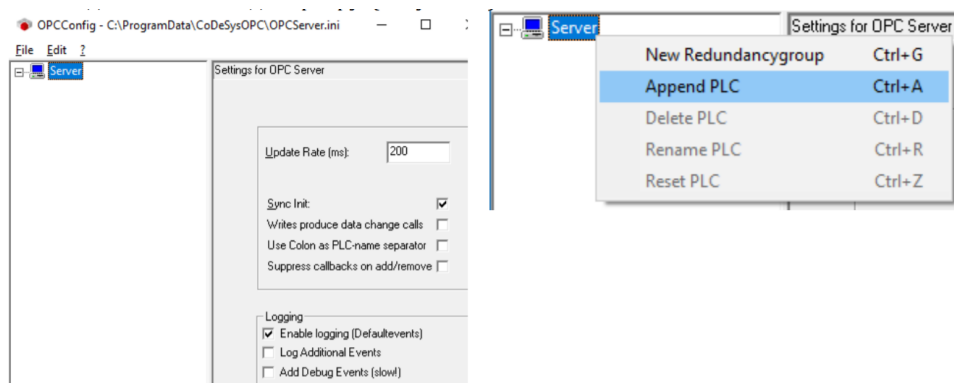 OPCConfig - C:\ProgramData\CoDeSysOPC\OPCServer.ini
File Edit ?
Server
Settings for OPC Server
Update Rate (ms): 200
Sync Init:
Writes produce data change calls
Use Colon as PLC-name separator
Suppress callbacks on add/remove
Logging
Enable logging (Defaultevents)
Log Additional Events
Add Debug Events (slow!)
Server
Settings for OPC Server
New Redundancygroup Ctrl+G
Append PLC Ctrl+A
Delete PLC Ctrl+D
Rename PLC Ctrl+R
Reset PLC Ctrl+Z